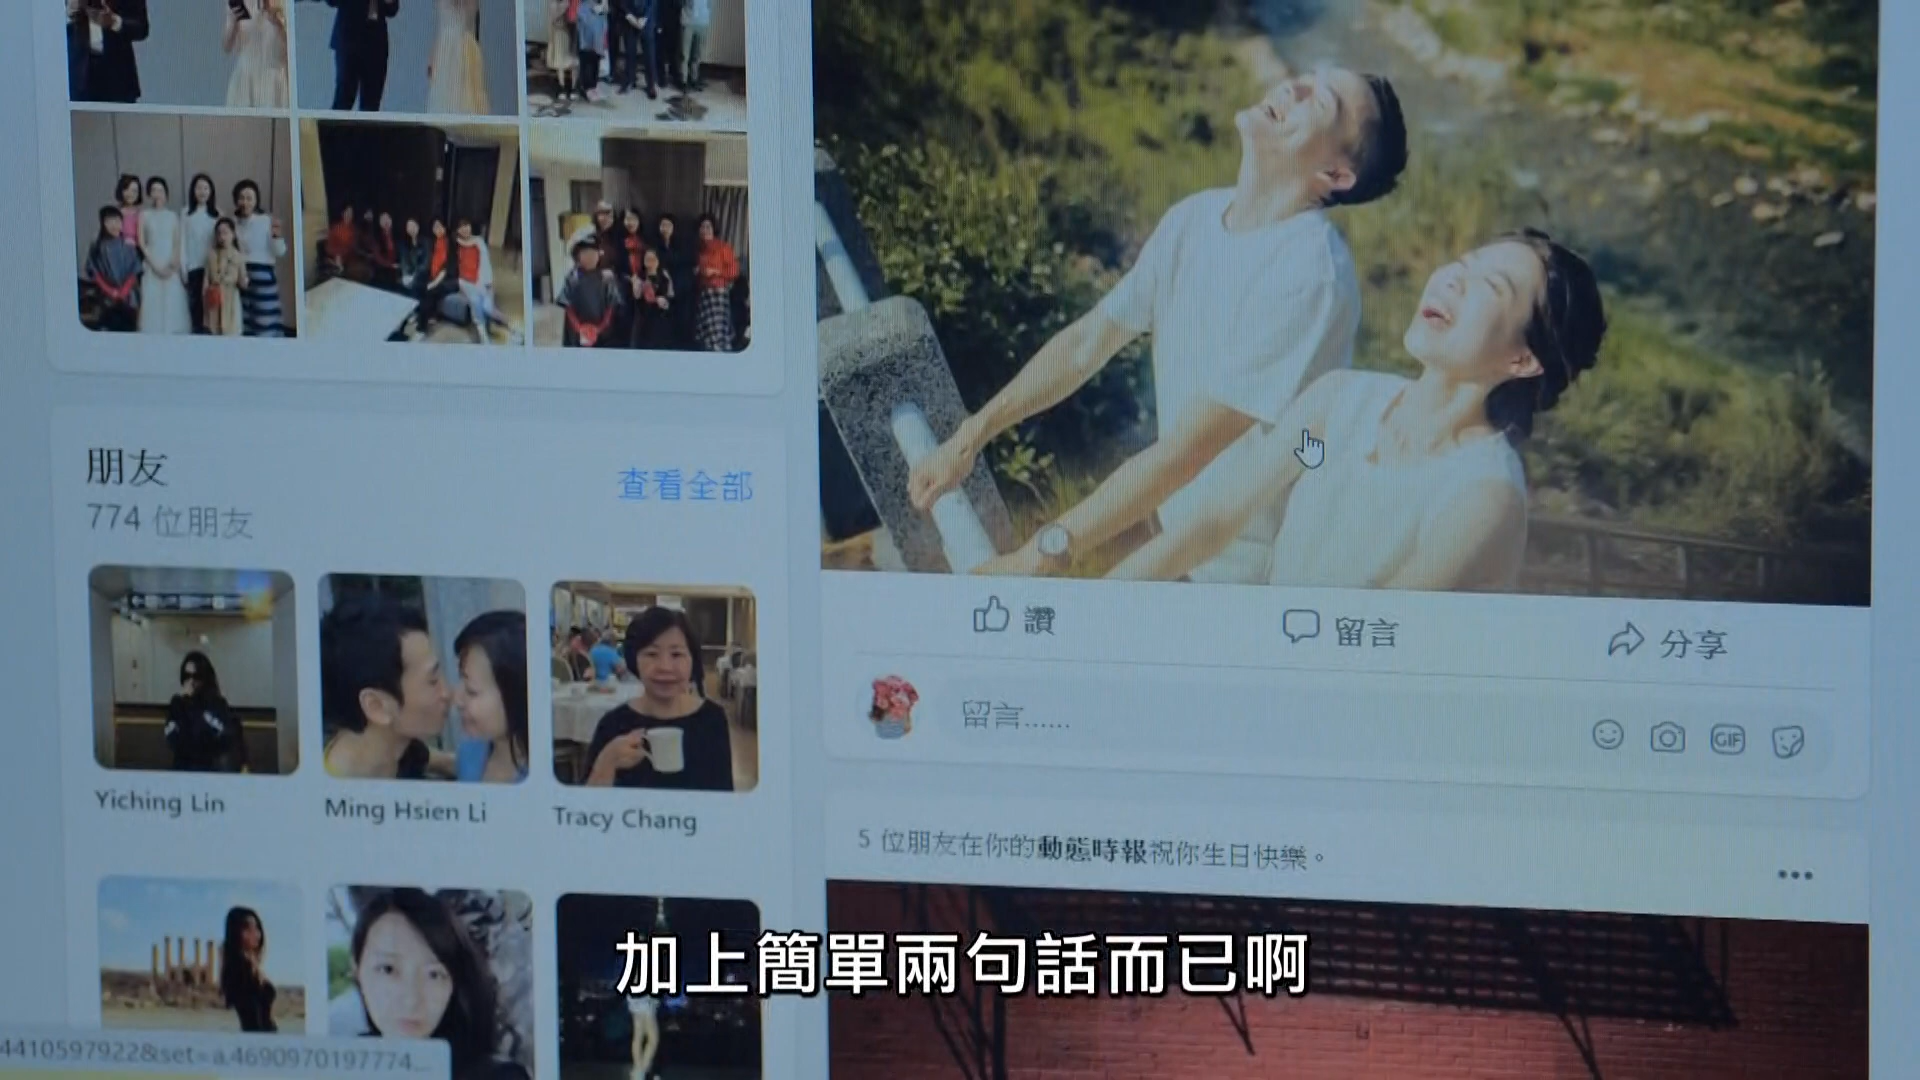 朋友
查看全部
774 位朋友
Yiching Lin
Ming Hsien Li
Tracy Chang
讚
留言
分享
留言......
GIF
5 位朋友在你的動態時報祝你生日快樂。
加上簡單兩句話而已啊
44105979228&set=a.4690970197774...